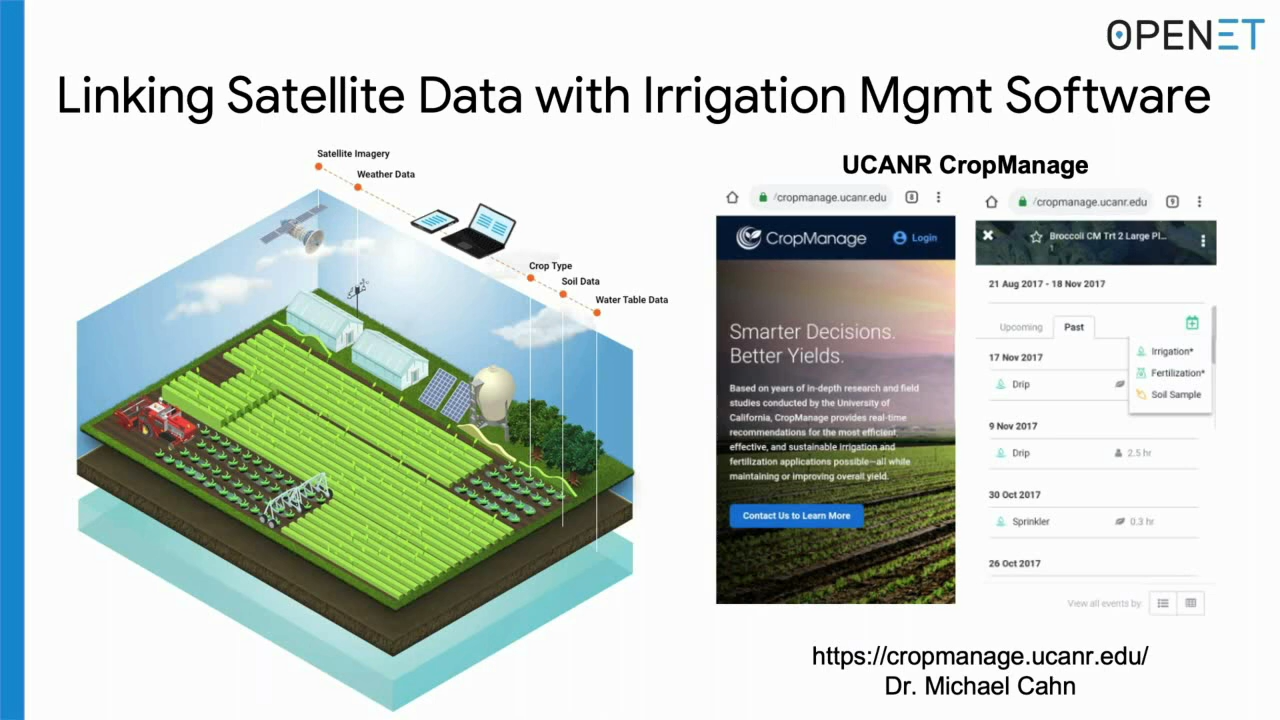 OPENET
Linking Satellite Data with Irrigation Mgmt Software
Satellite Imagery
Weather Data
Crop Type
Soil Data
Water Table Data
UCANR CropManage
/cropmanage.ucanr.edu
8
CropManage
Login
Smarter Decisions.
Better Yields.
Based on years of in-depth research and field
studies conducted by the University of
California, CropManage provides real-time
recommendations for the most efficient,
effective, and sustainable irrigation and
fertilization applications possible—all while
maintaining or improving overall yield.
Contact Us to Learn More
/cropmanage.ucanr.edu
9
Broccoli CM Trt 2 Large Pl...
1
21 Aug 2017 - 18 Nov 2017
Upcoming
Past
Irrigation*
Fertilization*
Soil Sample
17 Nov 2017
Drip
9 Nov 2017
Drip
2.5 hr
30 Oct 2017
Sprinkler
0.3 hr
26 Oct 2017
View all events by:
https://cropmanage.ucanr.edu/
Dr. Michael Cahn